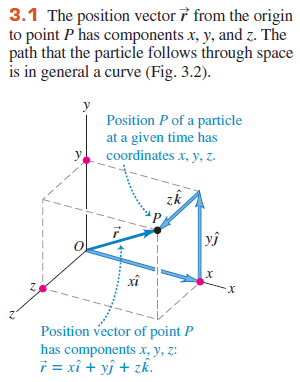 3.1 The position vector r⃗ from the origin
to point P has components x, y, and z. The
path that the particle follows through space
is in general a curve (Fig. 3.2).
y
Position P of a particle
at a given time has
coordinates x, y, z.
y
zk̂
P
r⃗
yĵ
O
xî
x
x
z
z
Position vector of point P
has components x, y, z:
r⃗ = xî + yĵ + zk̂.